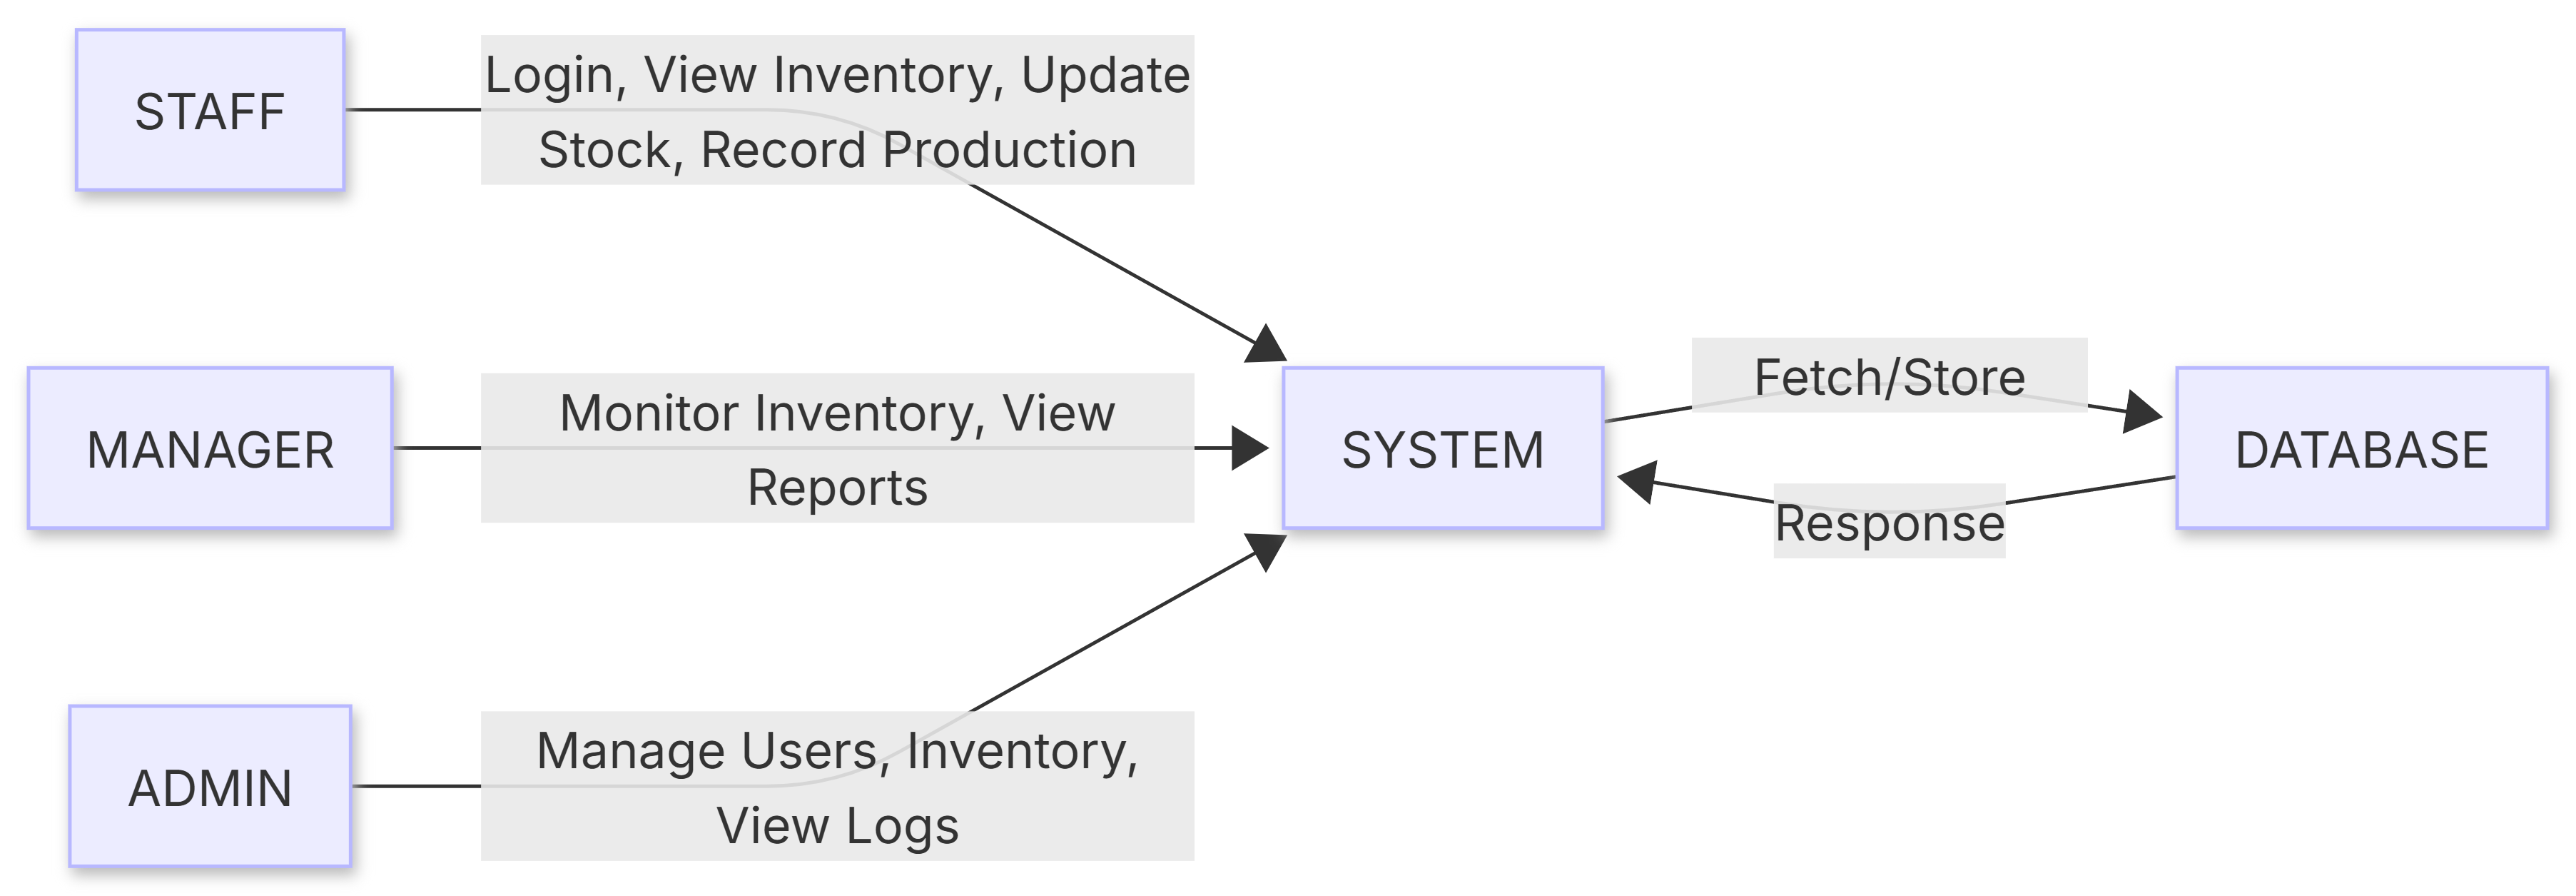 STAFF
Login, View Inventory, Update
Stock, Record Production
MANAGER
Monitor Inventory, View
Reports
SYSTEM
Fetch/Store
Response
DATABASE
ADMIN
Manage Users, Inventory,
View Logs